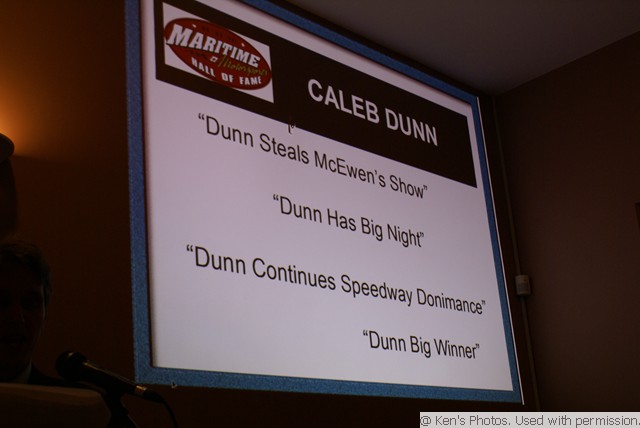 MARITIME
Motorsports
HALL OF FAME
CALEB DUNN
“Dunn Steals McEwen’s Show”
“Dunn Has Big Night”
“Dunn Continues Speedway Donimance”
“Dunn Big Winner”
@ Ken's Photos. Used with permission.